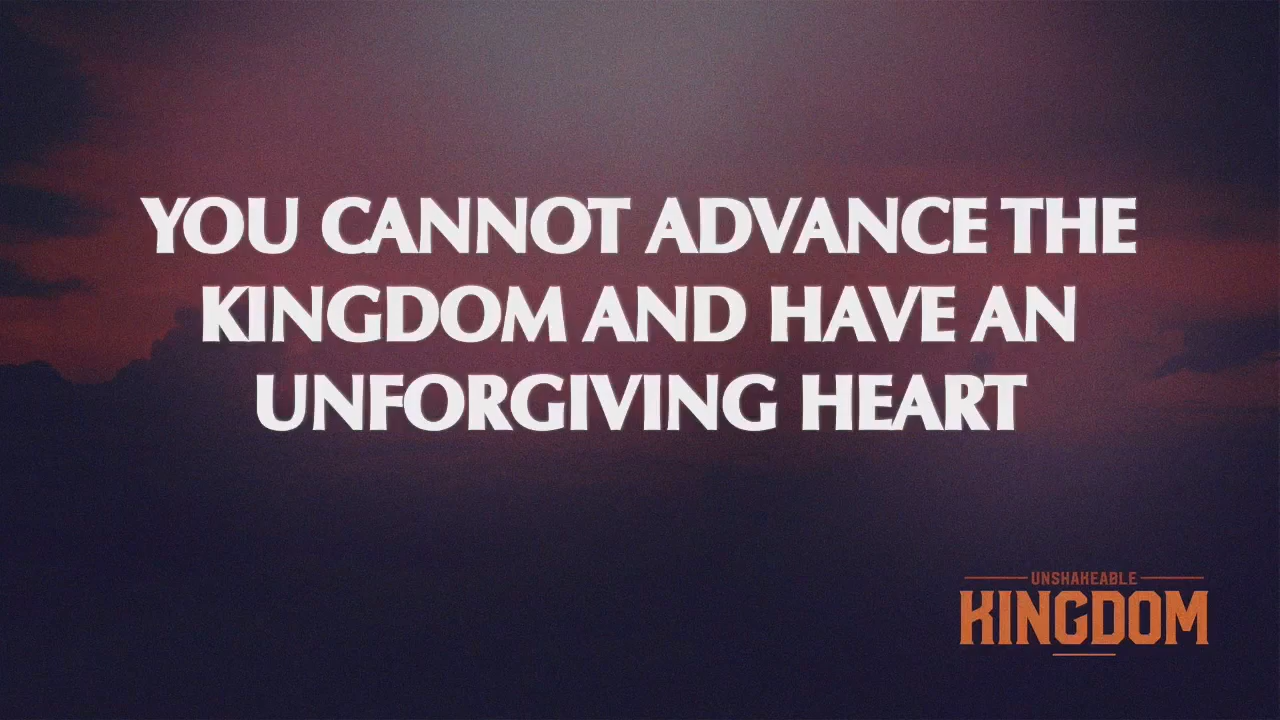 YOU CANNOT ADVANCE THE
KINGDOM AND HAVE AN
UNFORGIVING HEART
UNSHAKEABLE
KINGDOM